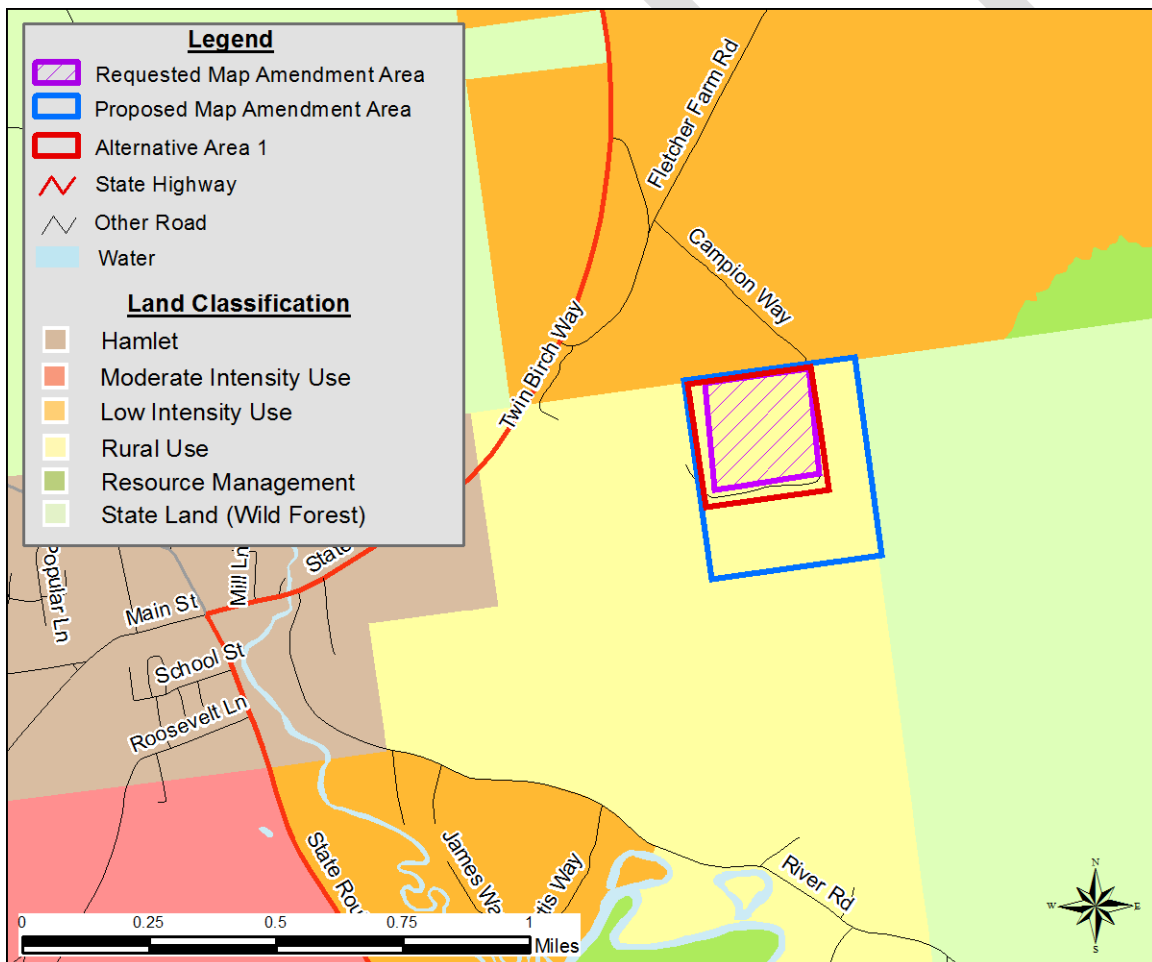 Legend
Requested Map Amendment Area
Proposed Map Amendment Area
Alternative Area 1
State Highway
Other Road
Water
Land Classification
Hamlet
Moderate Intensity Use
Low Intensity Use
Rural Use
Resource Management
State Land (Wild Forest)
Fletcher Farm Rd
Campion Way
Twin Birch Way
State
Mill Ln
Popular Ln
Main St
School St
Roosevelt Ln
State Rou
James Wa
tis Way
River Rd
N
W E
S
0 0.25 0.5 0.75 1
Miles